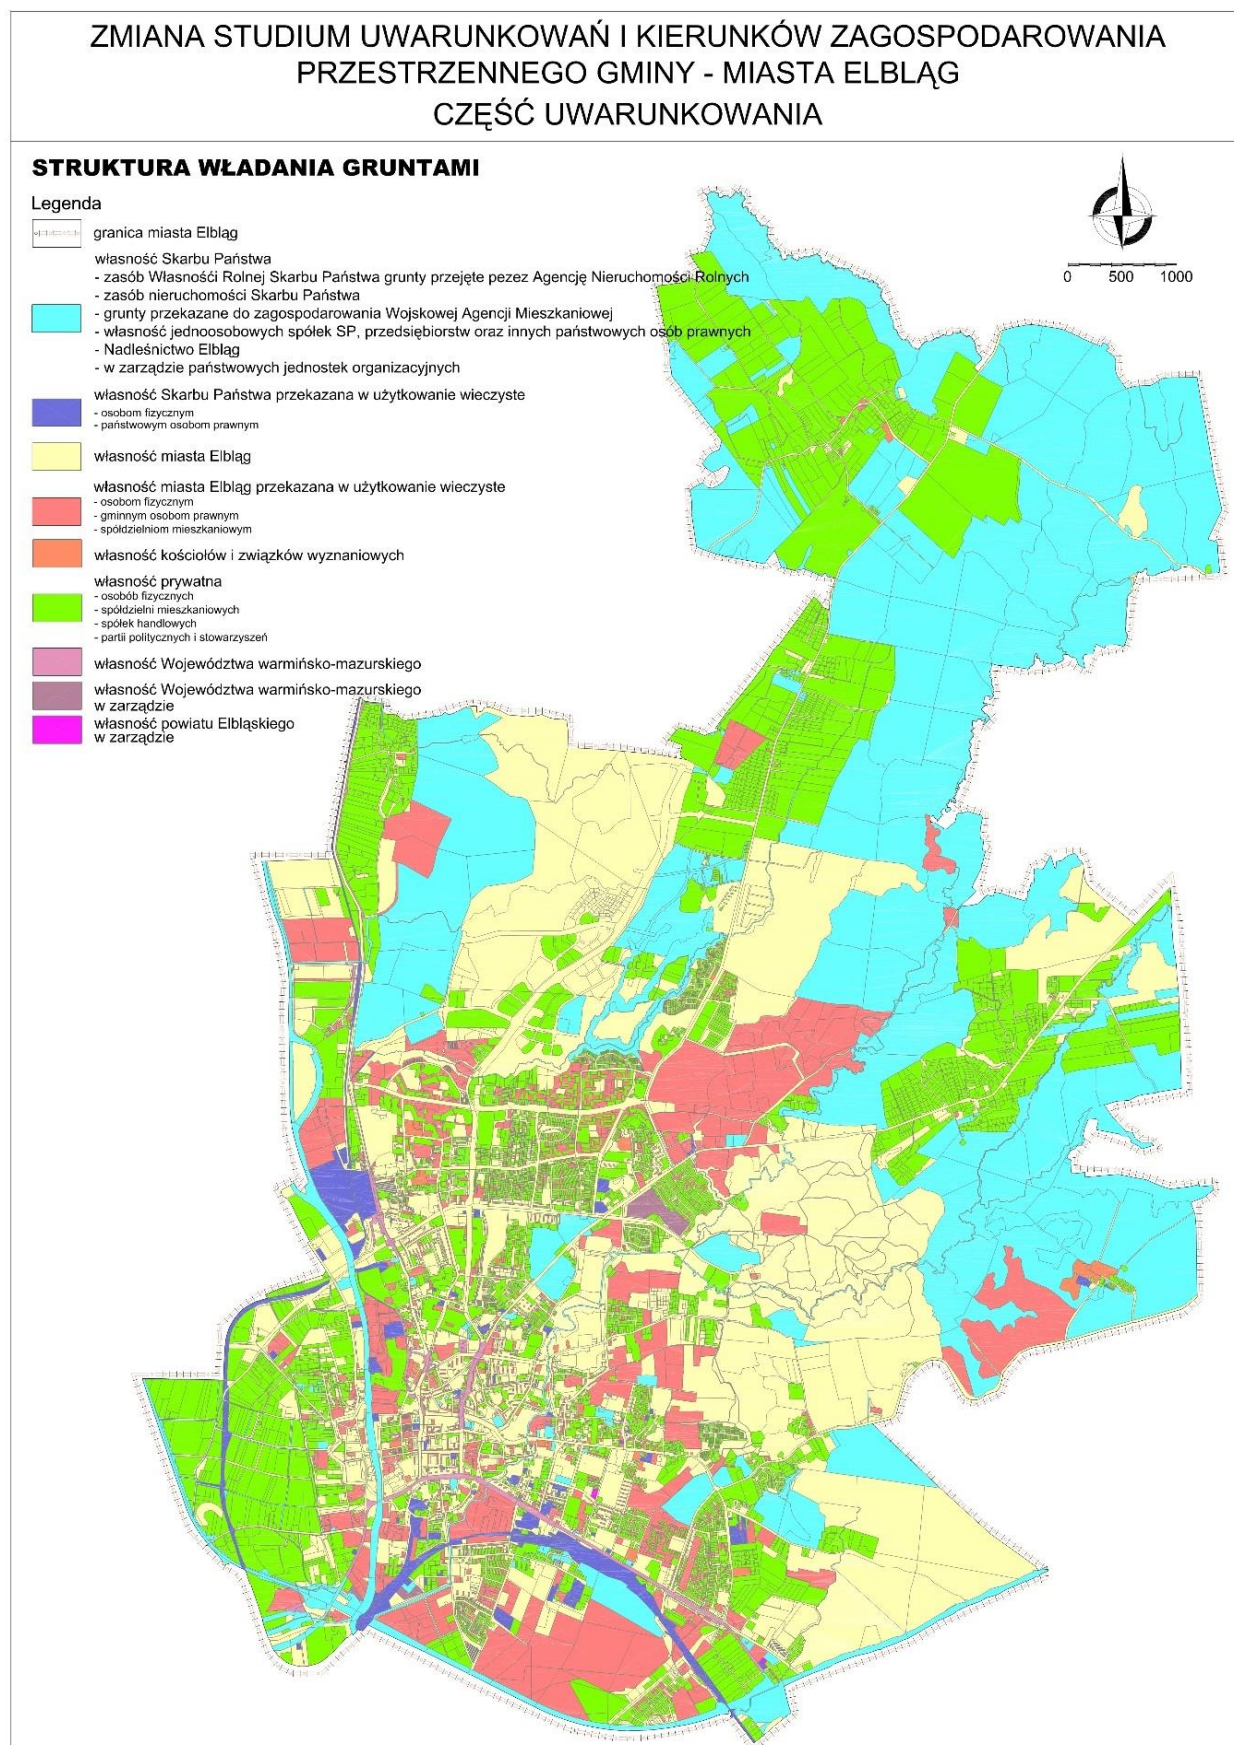 ZMIANA STUDIUM UWARUNKOWAŃ I KIERUNKÓW ZAGOSPODAROWANIA
PRZESTRZENNEGO GMINY - MIASTA ELBLĄG
CZĘŚĆ UWARUNKOWANIA
STRUKTURA WŁADANIA GRUNTAMI
Legenda
granica miasta Elbląg
własność Skarbu Państwa
- zasób Własnośći Rolnej Skarbu Państwa grunty przejęte pezez Agencję Nieruchomości Rolnych
- zasób nieruchomości Skarbu Państwa
- grunty przekazane do zagospodarowania Wojskowej Agencji Mieszkaniowej
- własność jednoosobowych spółek SP, przedsiębiorstw oraz innych państwowych osób prawnych
- Nadleśnictwo Elbląg
- w zarządzie państwowych jednostek organizacyjnych
własność Skarbu Państwa przekazana w użytkowanie wieczyste
- osobom fizycznym
- państwowym osobom prawnym
własność miasta Elbląg
własność miasta Elbląg przekazana w użytkowanie wieczyste
- osobom fizycznym
- gminnym osobom prawnym
- spółdzielniom mieszkaniowym
własność kościołów i związków wyznaniowych
własność prywatna
- osobób fizycznych
- spółdzielni mieszkaniowych
- spółek handlowych
- partii politycznych i stowarzyszeń
własność Województwa warmińsko-mazurskiego
własność Województwa warmińsko-mazurskiego
w zarządzie
własność powiatu Elbląskiego
w zarządzie
0 500 1000